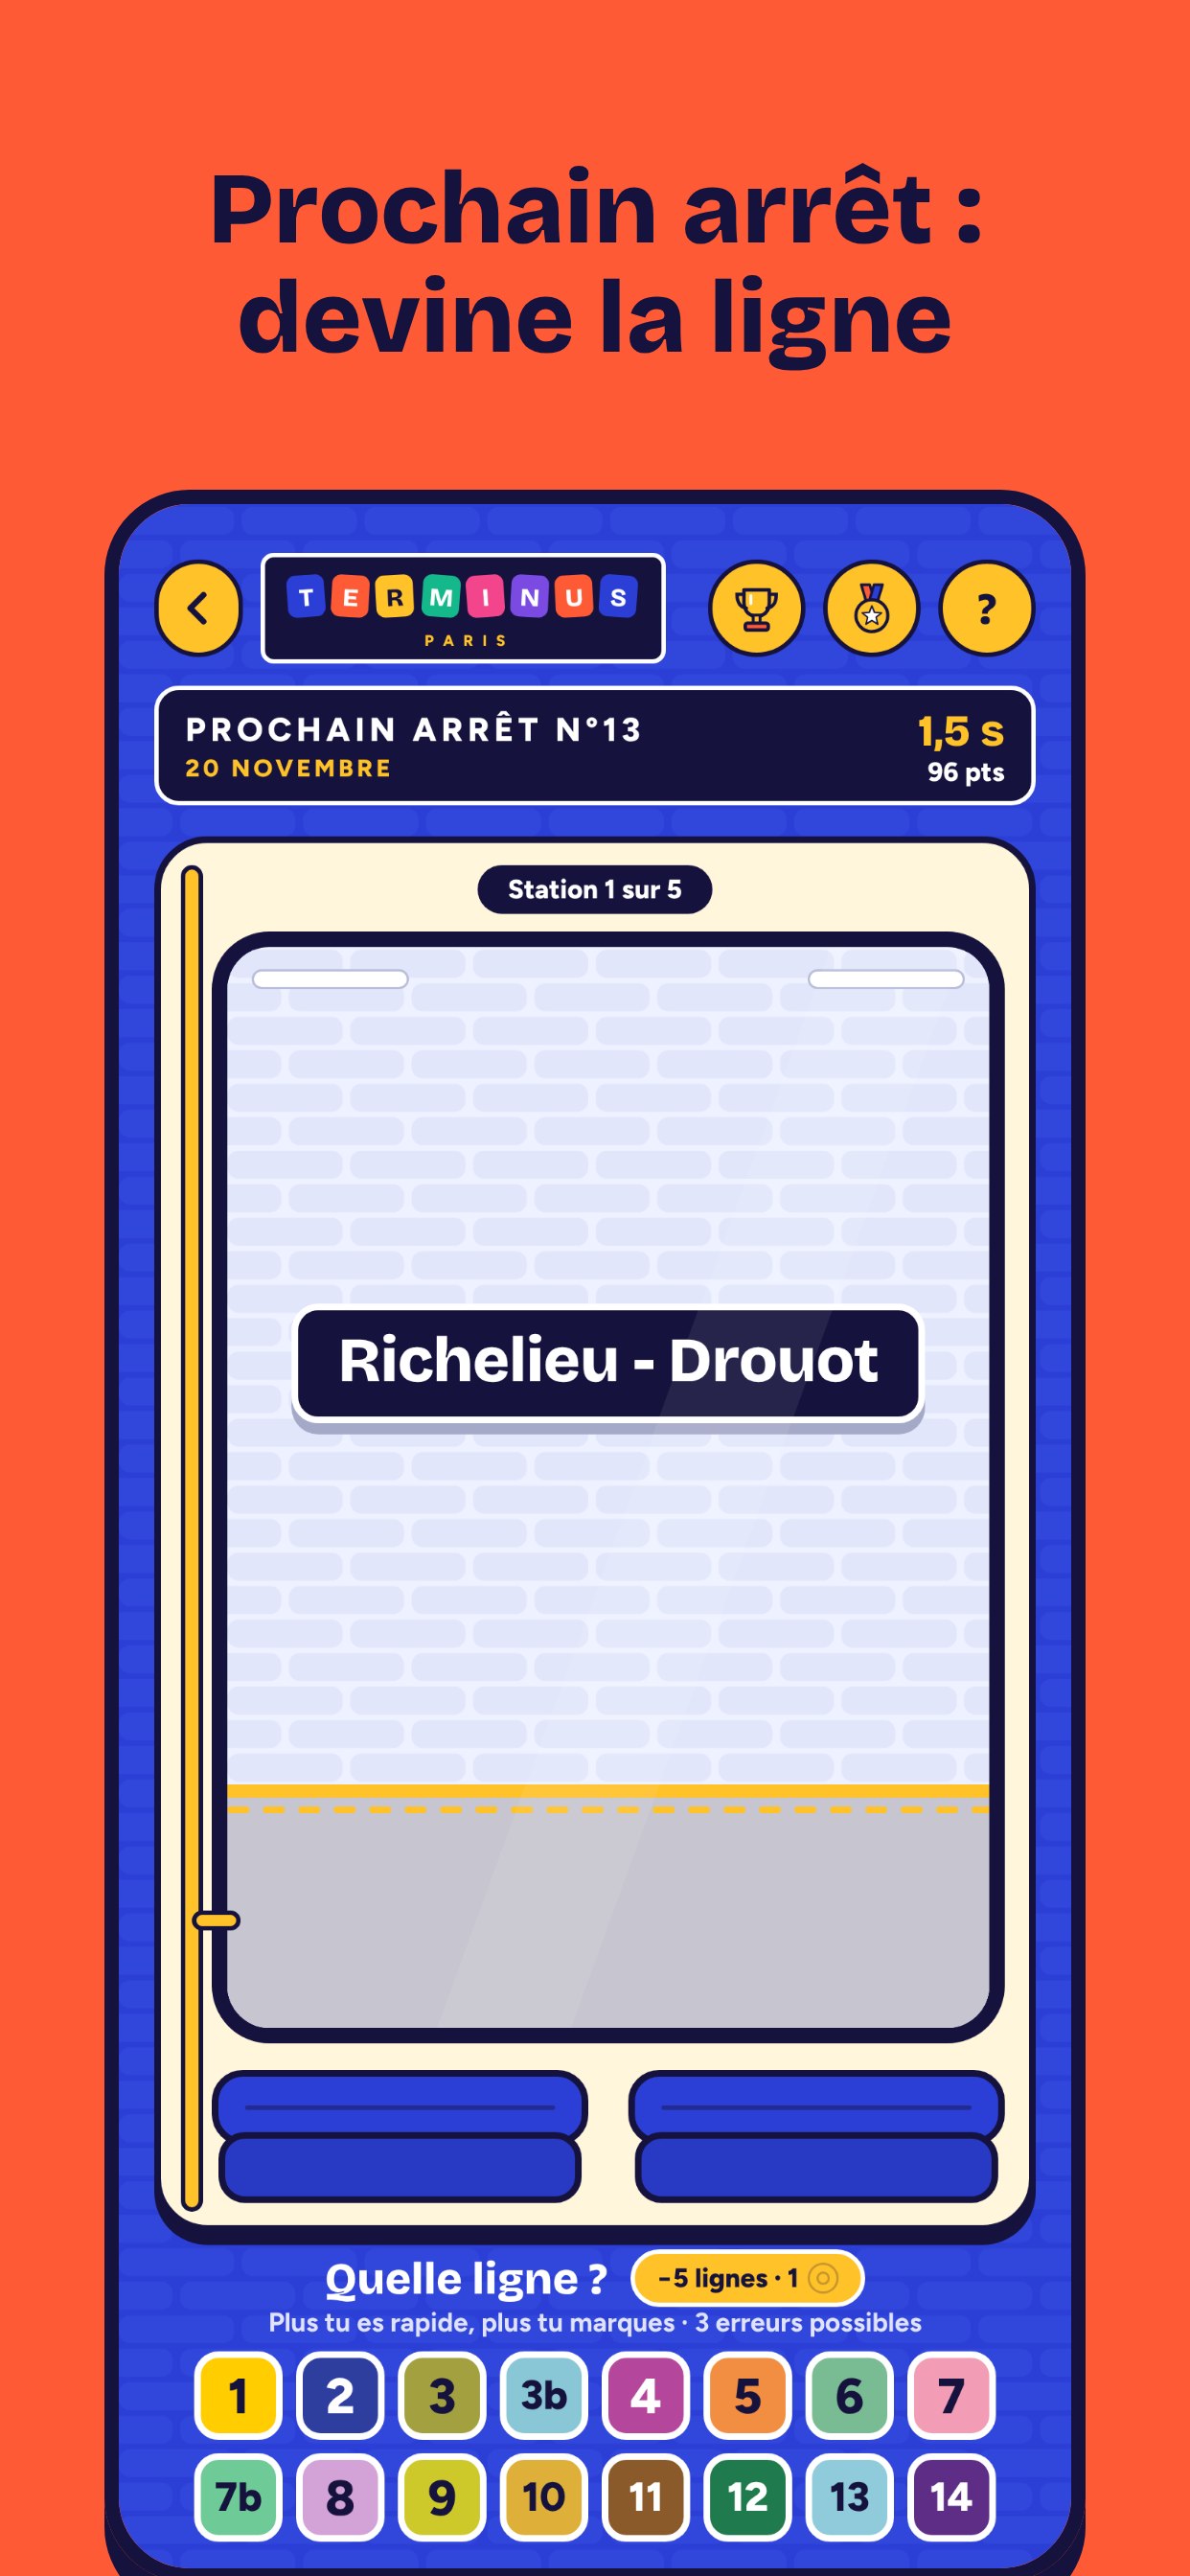 Prochain arrêt :
devine la ligne
TERMINUS
PARIS
?
PROCHAIN ARRÊT N°13
1,5 s
20 NOVEMBRE
96 pts
Station 1 sur 5
Richelieu - Drouot
Quelle ligne ?
-5 lignes · 1
Plus tu es rapide, plus tu marques · 3 erreurs possibles
1 2 3 3b 4 5 6 7
7b 8 9 10 11 12 13 14